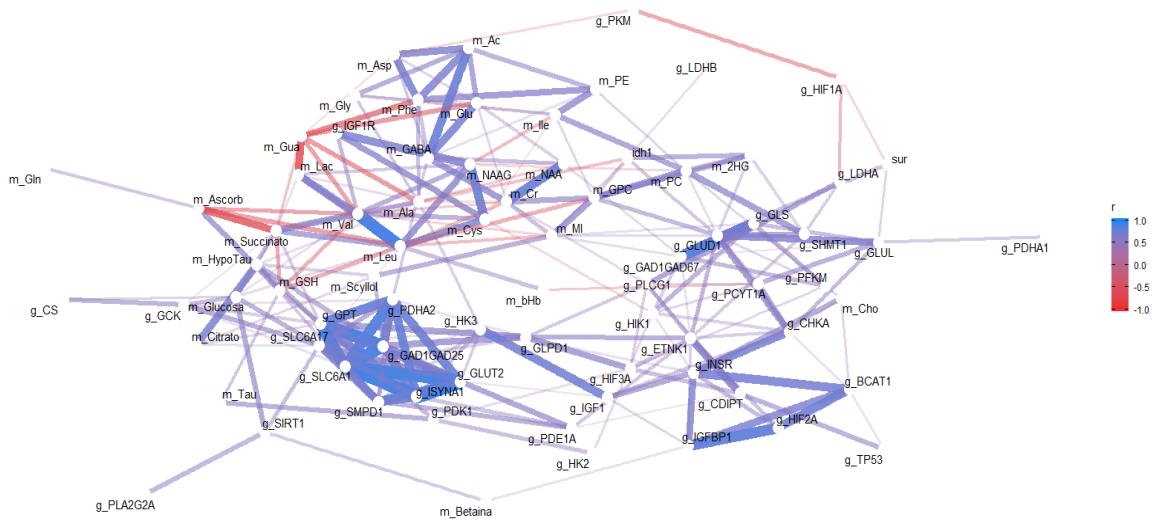 g_PKM
m_Ac
m_Asp
g_LDHB
m_PE
g_HIF1A
m_Gly
m_Phe
m_Glu
g_IGF1R
m_Ile
m_Gua
m_GABA
idh1
sur
m_Lac
m_NAAG
m_NAA
m_2HG
m_Gln
m_PC
g_LDHA
m_GPC
m_Cr
m_Ascorb
m_Ala
m_Val
m_Cys
m_MI
g_GLS
r
1.0
m_Succinato
g_GLUD1
g_SHMT1
0.5
g_PDHA1
m_Leu
g_GLUL
m_HypoTau
0.0
g_GAD1GAD67
g_PFKM
-0.5
m_GSH
m_Scyllol
g_PLCG1
g_PCYT1A
m_bHb
-1.0
g_CS
m_Glucosa
g_GCK
g_GPT
g_PDHA2
m_Cho
g_HK3
g_HIK1
g_CHKA
m_Citrato
g_SLC6A17
g_GAD1GAD25
g_GLPD1
g_ETNK1
g_INSR
g_SLC6A1
g_GLUT2
g_HIF3A
g_BCAT1
m_Tau
g_ISYNA1
g_CDIPT
g_SMPD1
g_PDK1
g_IGF1
g_SIRT1
g_HIF2A
g_PDE1A
g_IGFBP1
g_HK2
g_TP53
g_PLA2G2A
m_Betaina